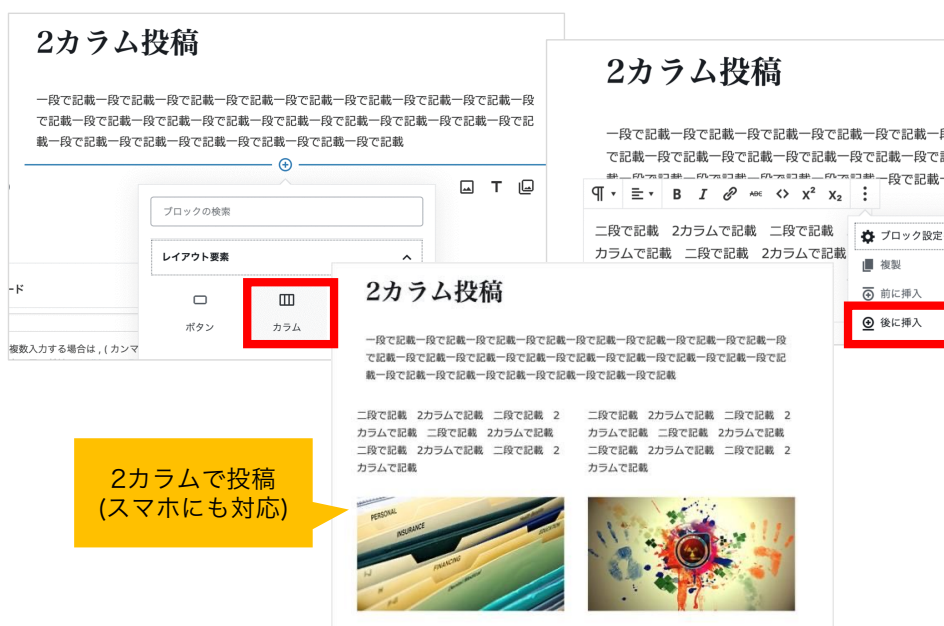 2カラム投稿
一段で記載一段で記載一段で記載一段で記載一段で記載一段で記載一段で記載一段
で記載一段で記載一段で記載一段で記載一段で記載一段で記載一段で記載一段で記
載一段で記載一段で記載一段で記載一段で記載一段で記載
T
ブロックの検索
レイアウト要素
ボタン
カラム
ード
複数入力する場合は , ( カンマ
2カラム投稿
一段で記載一段で記載一段で記載一段で記載一段で記載一
で記載一段で記載一段で記載一段で記載一段で記載一段で記
載一段で記載一段で記載一段で記載一段で記載一段で記載
¶ B I ABC <> X² X₂
二段で記載 2カラムで記載 二段で記載
カラムで記載 二段で記載 2カラムで記載
ブロック設定
複製
前に挿入
後に挿入
2カラム投稿
一段で記載一段で記載一段で記載一段で記載一段で記載一段で記載一段で記載一段
で記載一段で記載一段で記載一段で記載一段で記載一段で記載一段で記載一段で記
載一段で記載一段で記載一段で記載一段で記載一段で記載
二段で記載 2カラムで記載 二段で記載 2
カラムで記載 二段で記載 2カラムで記載
二段で記載 2カラムで記載 二段で記載 2
カラムで記載
二段で記載 2カラムで記載 二段で記載 2
カラムで記載 二段で記載 2カラムで記載
二段で記載 2カラムで記載 二段で記載 2
カラムで記載
2カラムで投稿
(スマホにも対応)
PERSONAL
INSURANCE
FINANCING
EDUCATION